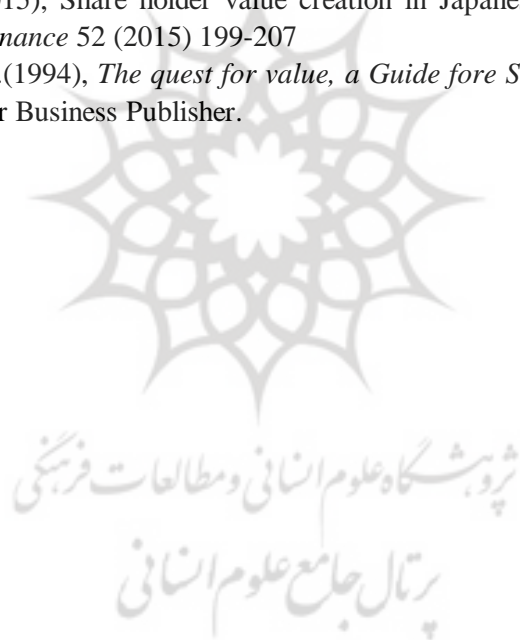 015), Share holder value creation in Japane
nance 52 (2015) 199-207
.(1994), The quest for value, a Guide fore S
r Business Publisher.
پژوهشگاه علوم انسانی و مطالعات فرهنگی
پرتال جامع علوم انسانی